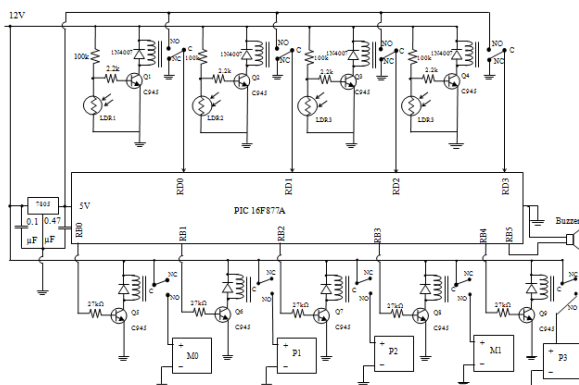 12V
NO NO NO NO
100k 1N4007 NC C 1N4007 NC C 1N4007 NC C 1N4007 NC C
100k 100k 100k
2.2k Q1 2.2k Q2 2.2k Q3 2.2k Q4
C945 C945 C945 C945
LDR1 LDR2 LDR3 LDR3
RD0 RD1 RD2 RD3
7805 5V PIC 16F877A
0.1 0.47
µF µF
RB0 RB1 RB2 RB3 RB4 RB5 Buzzer
C NC C NC C NC C NC C NC
NO NO NO NO NO
27kΩ Q5 27kΩ Q6 27kΩ Q7 27kΩ Q8 27kΩ Q9
C945 C945 C945 C945 C945
+ M0 + P1 + P2 + M1 + P3
− − − − −